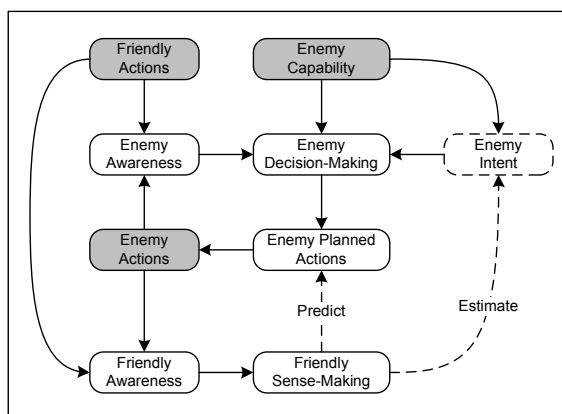 Friendly
Actions
Enemy
Capability
Enemy
Awareness
Enemy
Decision-Making
Enemy
Intent
Enemy
Actions
Enemy Planned
Actions
Predict
Estimate
Friendly
Awareness
Friendly
Sense-Making